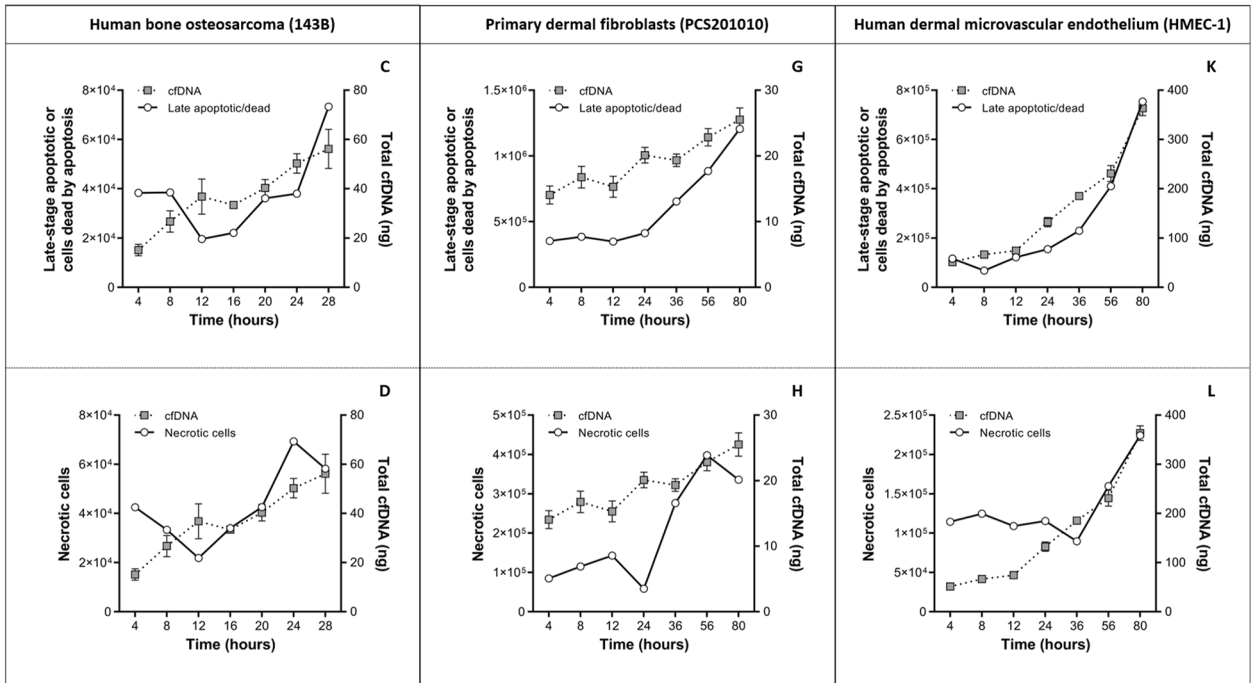 Human bone osteosarcoma (143B)
Primary dermal fibroblasts (PCS201010)
Human dermal microvascular endothelium (HMEC-1)
C
cfDNA
Late apoptotic/dead
Late-stage apoptotic or
cells dead by apoptosis
8×10⁴
6×10⁴
4×10⁴
2×10⁴
0
80
60
40
20
0
Total cfDNA (ng)
4 8 12 16 20 24 28
Time (hours)
G
cfDNA
Late apoptotic/dead
Late-stage apoptotic or
cells dead by apoptosis
1.5×10⁶
1×10⁶
5×10⁵
0
30
20
10
0
Total cfDNA (ng)
4 8 12 24 36 56 80
Time (hours)
K
cfDNA
Late apoptotic/dead
Late-stage apoptotic or
cells dead by apoptosis
8×10⁵
6×10⁵
4×10⁵
2×10⁵
0
400
300
200
100
0
Total cfDNA (ng)
4 8 12 24 36 56 80
Time (hours)
D
cfDNA
Necrotic cells
Necrotic cells
8×10⁴
6×10⁴
4×10⁴
2×10⁴
0
80
60
40
20
0
Total cfDNA (ng)
4 8 12 16 20 24 28
Time (hours)
H
cfDNA
Necrotic cells
Necrotic cells
5×10⁵
4×10⁵
3×10⁵
2×10⁵
1×10⁵
0
30
20
10
0
Total cfDNA (ng)
4 8 12 24 36 56 80
Time (hours)
L
cfDNA
Necrotic cells
Necrotic cells
2.5×10⁵
2×10⁵
1.5×10⁵
1×10⁵
5×10⁴
0
400
300
200
100
0
Total cfDNA (ng)
4 8 12 24 36 56 80
Time (hours)